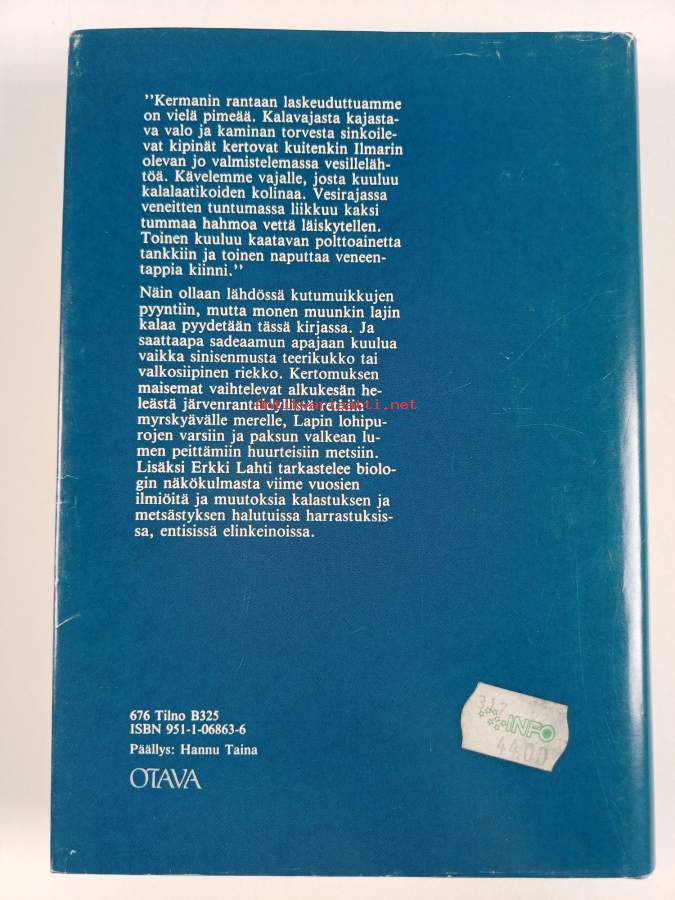 "Kermanin rantaan laskeuduttuamme
on vielä pimeää. Kalavajasta kajasta-
va valo ja kaminan torvesta sinkoile-
vat kipinät kertovat kuitenkin Ilmarin
olevan jo valmistelemassa vesilleläh-
töä. Kävelemme vajalle, josta kuuluu
kalalaatikoiden kolinaa. Vesirajassa
veneitten tuntumassa liikkuu kaksi
tummaa hahmoa vettä läiskytellen.
Toinen kuuluu kaatavan polttoainetta
tankkiin ja toinen naputtaa veneen-
tappia kiinni."
Näin ollaan lähdössä kutumuikkujen
pyyntiin, mutta monen muunkin lajin
kalaa pyydetään tässä kirjassa. Ja
saattaapa sadeaamun apajaan kuulua
vaikka sinisenmusta teerikukko tai
valkosiipinen riekko. Kertomuksen
maisemat vaihtelevat alkukesän he-
leästä järvenranta
myrskyävälle merelle, Lapin lohipu-
rojen varsiin ja paksun valkean lu-
men peittämiin huurteisiin metsiin.
Lisäksi Erkki Lahti tarkastelee biolo-
gin näkökulmasta viime vuosien
ilmiöitä ja muutoksia kalastuksen ja
metsästyksen halutuissa harrastuksis-
sa, entisissä elinkeinoissa.
676 Tilno B325
ISBN 951-1-06863-6
Päällys: Hannu Taina
OTAVA
317
INFO
44,00